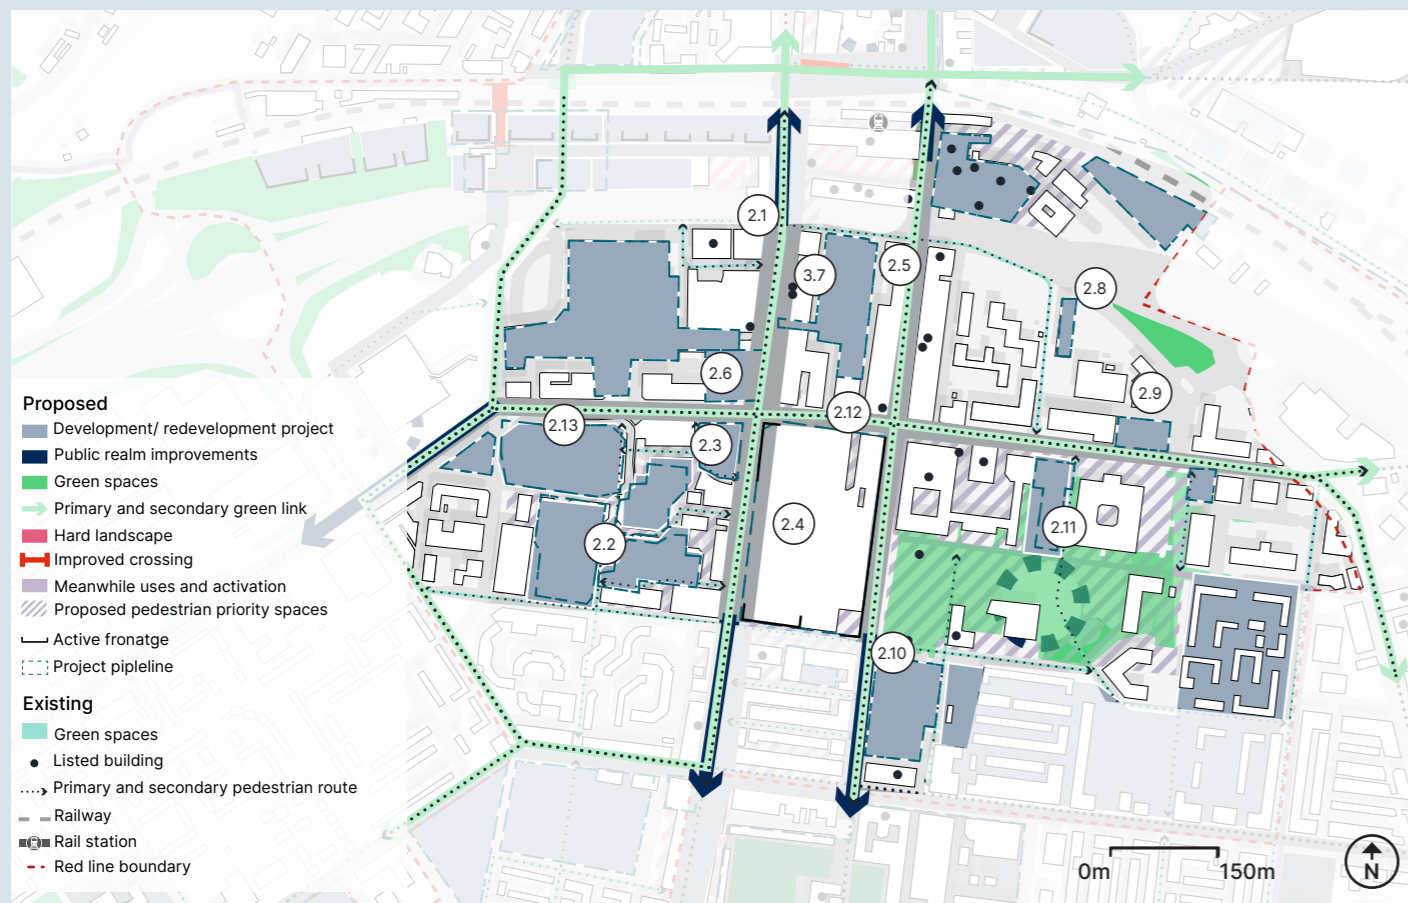 2.1
3.7
2.5
2.8
2.6
2.9
2.12
2.13
2.3
2.4
2.11
2.2
2.10
Proposed
Development/ redevelopment project
Public realm improvements
Green spaces
Primary and secondary green link
Hard landscape
Improved crossing
Meanwhile uses and activation
Proposed pedestrian priority spaces
Active fronatge
Project pipleline
Existing
Green spaces
Listed building
Primary and secondary pedestrian route
Railway
Rail station
Red line boundary
0m 150m
N